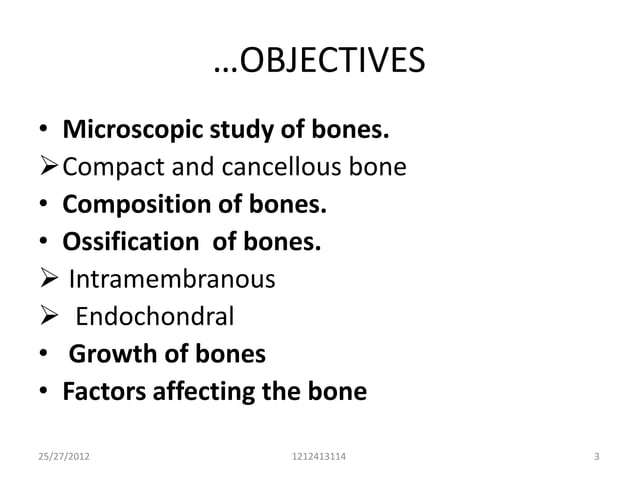 …OBJECTIVES
• Microscopic study of bones.
➢Compact and cancellous bone
• Composition of bones.
• Ossification  of bones.
➢ Intramembranous
➢  Endochondral
•  Growth of bones
• Factors affecting the bone
25/27/2012 1212413114 3